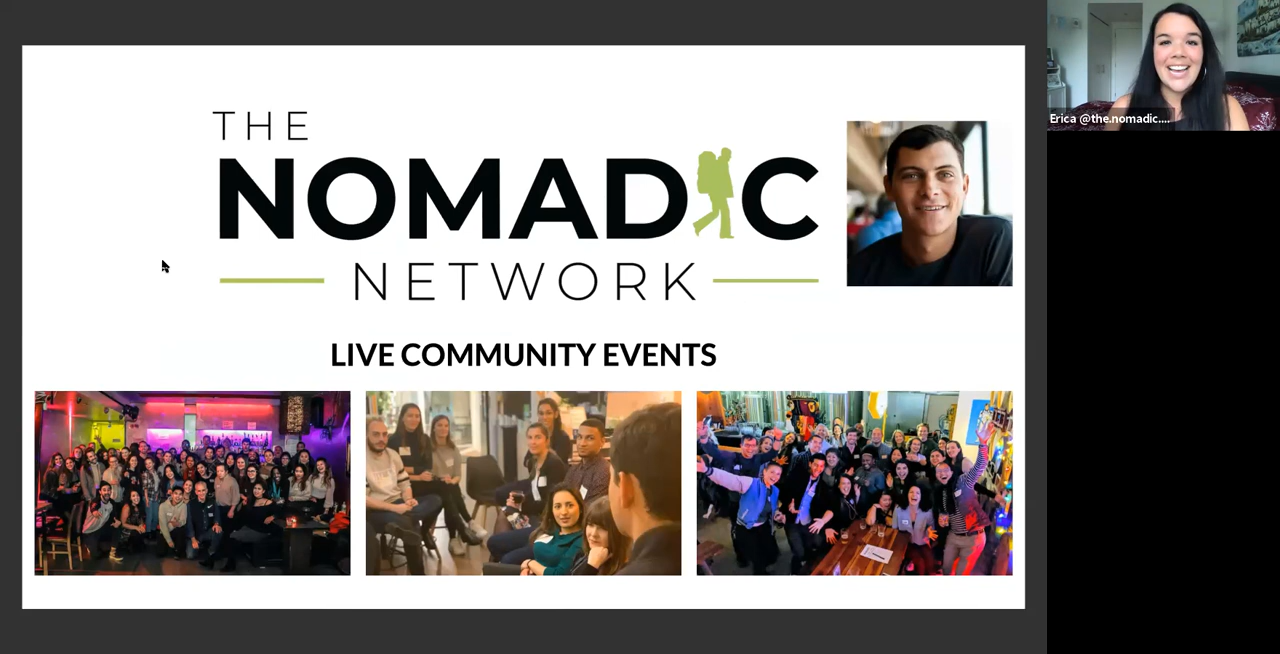 THE
NOMADIC
NETWORK
LIVE COMMUNITY EVENTS
Erica @the.nomadic....